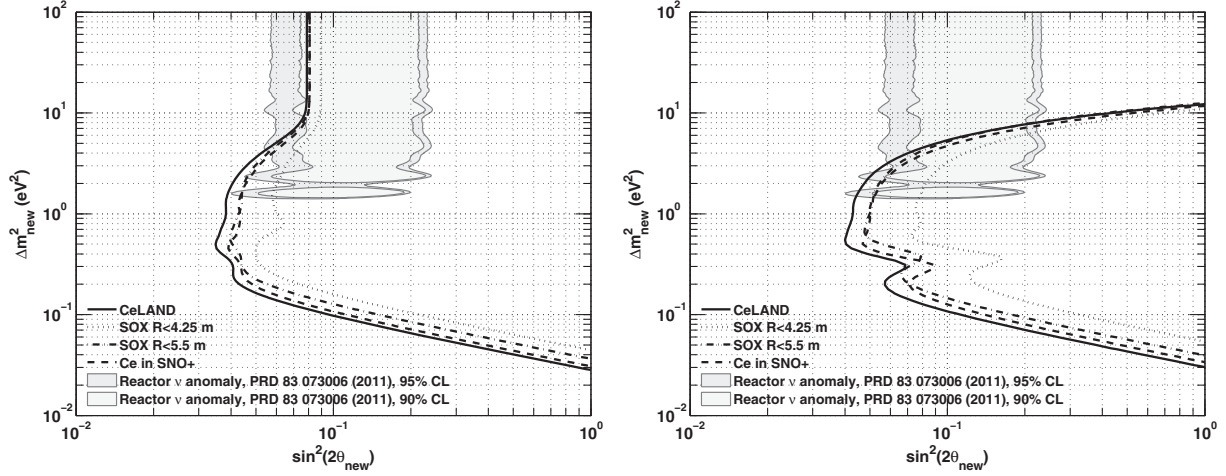 10²
10¹
10⁰
10⁻¹
10⁻²
Δm²new (eV²)
CeLAND
SOX R<4.25 m
SOX R<5.5 m
Ce in SNO+
Reactor ν anomaly, PRD 83 073006 (2011), 95% CL
Reactor ν anomaly, PRD 83 073006 (2011), 90% CL
10⁻² 10⁻¹ 10⁰
sin²(2θnew)
10²
10¹
10⁰
10⁻¹
10⁻²
Δm²new (eV²)
CeLAND
SOX R<4.25 m
SOX R<5.5 m
Ce in SNO+
Reactor ν anomaly, PRD 83 073006 (2011), 95% CL
Reactor ν anomaly, PRD 83 073006 (2011), 90% CL
10⁻² 10⁻¹ 10⁰
sin²(2θnew)